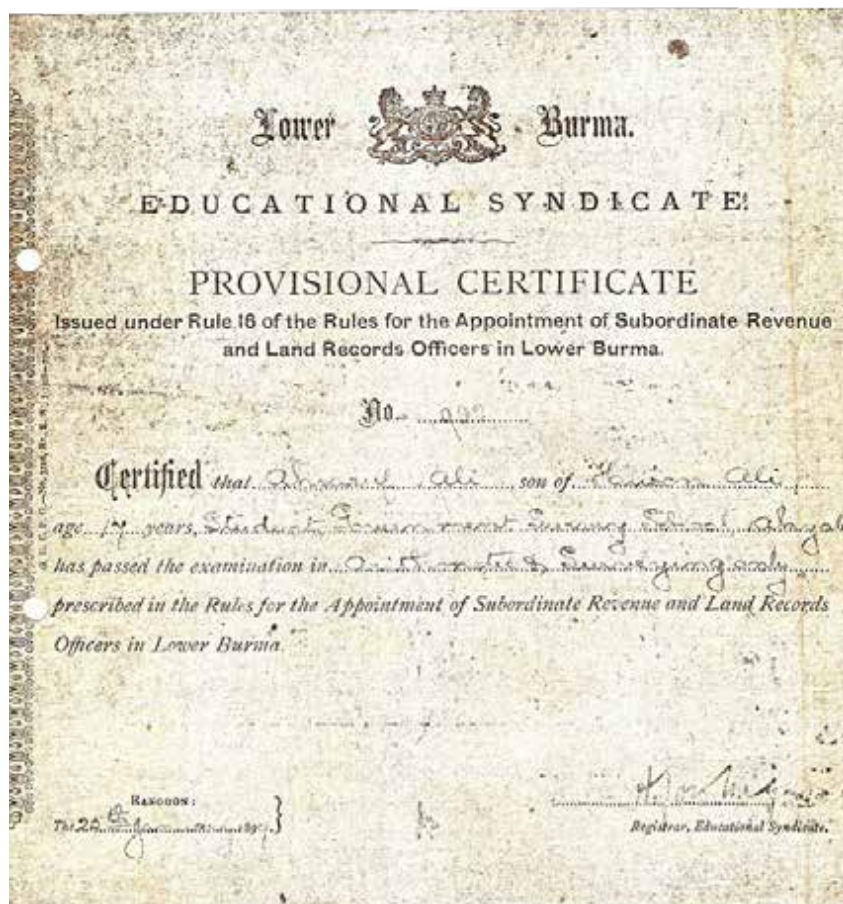 Lower Burma.
EDUCATIONAL SYNDICATE.
PROVISIONAL CERTIFICATE
Issued under Rule 16 of the Rules for the Appointment of Subordinate Revenue
and Land Records Officers in Lower Burma.
No.
Certified that Ali son of Ali,
age 17 years, Student, Government Survey School, Akyab
has passed the examination in Arithmetic & Surveying only
prescribed in the Rules for the Appointment of Subordinate Revenue and Land Records
Officers in Lower Burma.
RANGOON:
The January
Registrar, Educational Syndicate.